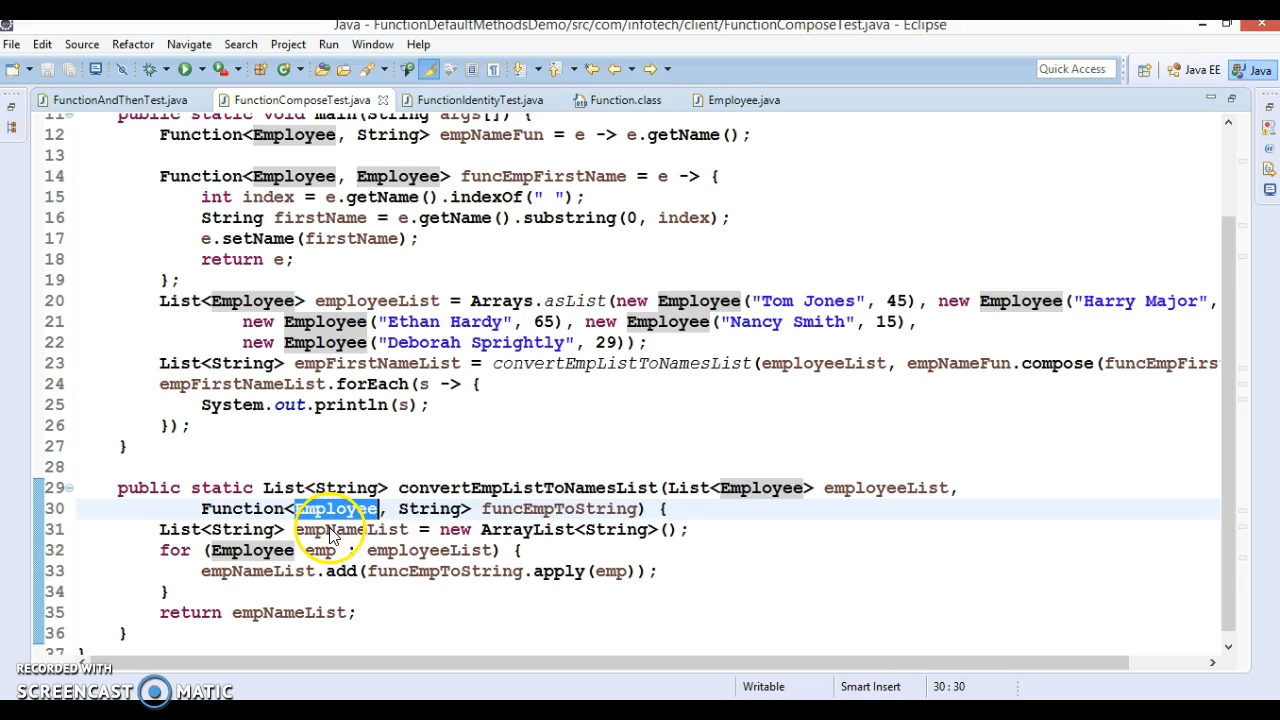 Java - FunctionDefaultMethodsDemo/src/com/infotech/client/FunctionComposeTest.java - Eclipse
File Edit Source Refactor Navigate Search Project Run Window Help
Quick Access Java EE Java
FunctionAndThenTest.java FunctionComposeTest.java FunctionIdentityTest.java Function.class Employee.java
11 public static void main(String args[]) {
12 Function<Employee, String> empNameFun = e -> e.getName();
13
14 Function<Employee, Employee> funcEmpFirstName = e -> {
15 int index = e.getName().indexOf(" ");
16 String firstName = e.getName().substring(0, index);
17 e.setName(firstName);
18 return e;
19 };
20 List<Employee> employeeList = Arrays.asList(new Employee("Tom Jones", 45), new Employee("Harry Major",
21 new Employee("Ethan Hardy", 65), new Employee("Nancy Smith", 15),
22 new Employee("Deborah Sprightly", 29));
23 List<String> empFirstNameList = convertEmpListToNamesList(employeeList, empNameFun.compose(funcEmpFirs
24 empFirstNameList.forEach(s -> {
25 System.out.println(s);
26 });
27 }
28
29 public static List<String> convertEmpListToNamesList(List<Employee> employeeList,
30 Function<Employee, String> funcEmpToString) {
31 List<String> empNameList = new ArrayList<String>();
32 for (Employee emp : employeeList) {
33 empNameList.add(funcEmpToString.apply(emp));
34 }
35 return empNameList;
36 }
37 }
RECORDED WITH
SCREENCAST MATIC
Writable Smart Insert 30:30